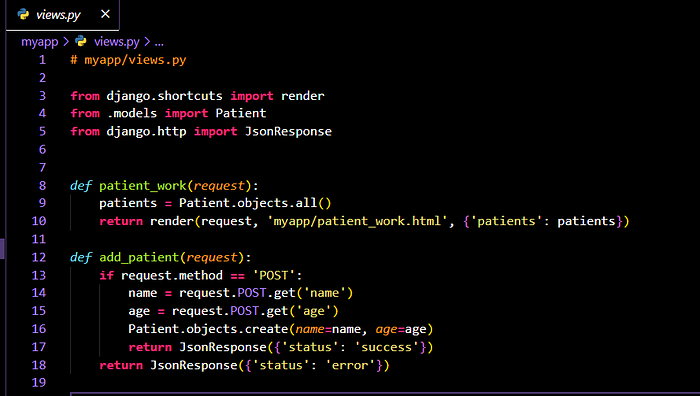 views.py ×
myapp > views.py > ...
1 # myapp/views.py
2
3 from django.shortcuts import render
4 from .models import Patient
5 from django.http import JsonResponse
6
7
8 def patient_work(request):
9     patients = Patient.objects.all()
10     return render(request, 'myapp/patient_work.html', {'patients': patients})
11
12 def add_patient(request):
13     if request.method == 'POST':
14         name = request.POST.get('name')
15         age = request.POST.get('age')
16         Patient.objects.create(name=name, age=age)
17         return JsonResponse({'status': 'success'})
18     return JsonResponse({'status': 'error'})
19